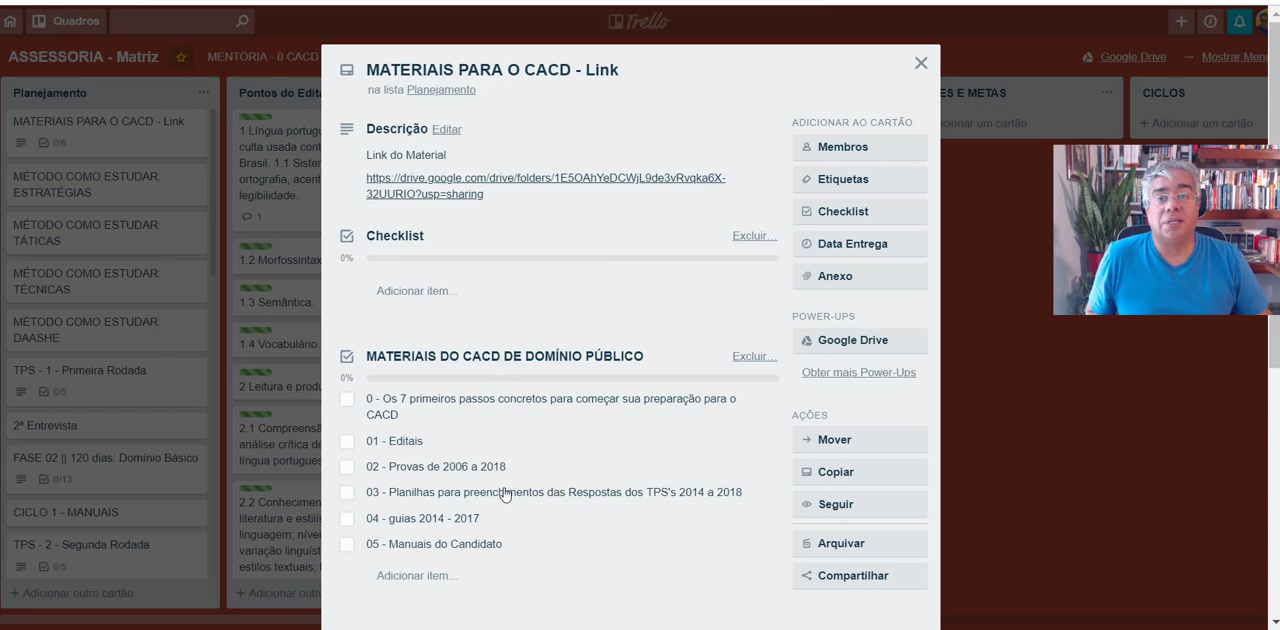 Quadros
Trello
ASSESSORIA - Matriz
MENTORIA - 0 CACD
Google Drive
Mostrar Menu
Planejamento
MATERIAIS PARA O CACD - Link
0/6
MÉTODO COMO ESTUDAR:
ESTRATÉGIAS
MÉTODO COMO ESTUDAR:
TÁTICAS
MÉTODO COMO ESTUDAR:
TÉCNICAS
MÉTODO COMO ESTUDAR:
DAASHE
TPS - 1 - Primeira Rodada
0/5
2ª Entrevista
FASE 02 || 120 dias: Domínio Básico
0/13
CICLO 1 - MANUAIS
TPS - 2 - Segunda Rodada
0/5
+ Adicionar outro cartão
Pontos do Edita
1 Língua portugu
culta usada cont
Brasil. 1.1 Sister
ortografia, acent
legibilidade.
1
1.2 Morfossintax
1.3 Semântica.
1.4 Vocabulário.
2 Leitura e produ
2.1 Compreensã
análise crítica de
língua portugues
2.2 Conhecimen
literatura e estilís
linguagem; nívei
variação linguíst
estilos textuais; t
+ Adicionar outro
MATERIAIS PARA O CACD - Link
na lista Planejamento
Descrição Editar
Link do Material
https://drive.google.com/drive/folders/1E5OAhYeDCWjL9de3vRvqka6X-
32UURIO?usp=sharing
Checklist
Excluir…
0%
Adicionar item…
MATERIAIS DO CACD DE DOMÍNIO PÚBLICO
Excluir…
0%
0 - Os 7 primeiros passos concretos para começar sua preparação para o
CACD
01 - Editais
02 - Provas de 2006 a 2018
03 - Planilhas para preenchimentos das Respostas dos TPS's 2014 a 2018
04 - guias 2014 - 2017
05 - Manuais do Candidato
Adicionar item…
ADICIONAR AO CARTÃO
Membros
Etiquetas
Checklist
Data Entrega
Anexo
POWER-UPS
Google Drive
Obter mais Power-Ups
AÇÕES
Mover
Copiar
Seguir
Arquivar
Compartilhar
ES E METAS
cionar um cartão
CICLOS
+ Adicionar um cartão